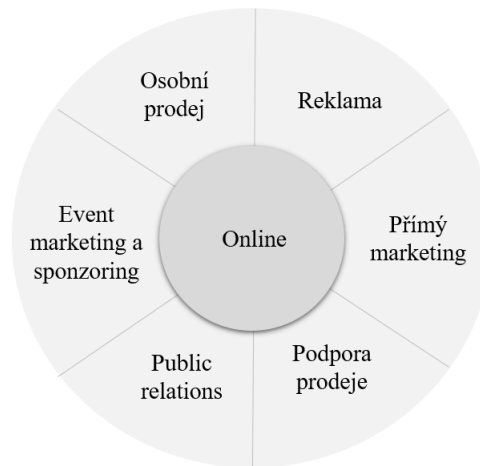 Osobní
prodej
Reklama
Event
marketing a
sponzoring
Online
Přímý
marketing
Public
relations
Podpora
prodeje